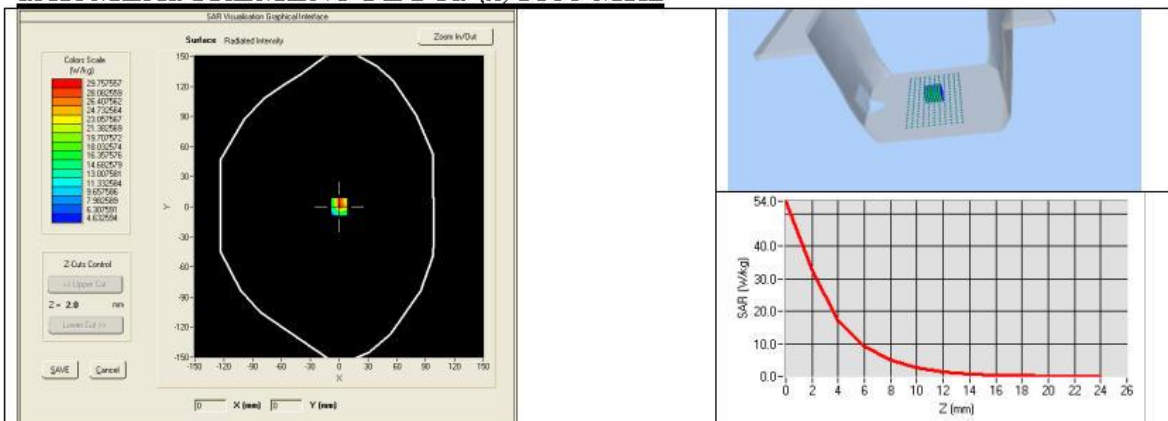 SAR Visualisation Graphical Interface
Surface Radiated Intensity
Zoom In/Out
Colors Scale
(W/kg)
29.757557
28.082559
26.407562
24.732564
23.057567
21.382569
19.707572
18.032574
16.357576
14.682579
13.007581
11.332584
9.657586
7.982589
6.307591
4.632594
Z-Cuts Control
<< Upper Cut
Z = 2.0 mm
Lower Cut >>
SAVE Cancel
150
120
90
60
30
0
-30
-60
-90
-120
-150
Y
-150 -120 -90 -60 -30 0 30 60 90 120 150
X
0 X (mm) 0 Y (mm)
54.0
40.0
30.0
20.0
10.0
0.0
SAR (W/kg)
0 2 4 6 8 10 12 14 16 18 20 22 24 26
Z (mm)